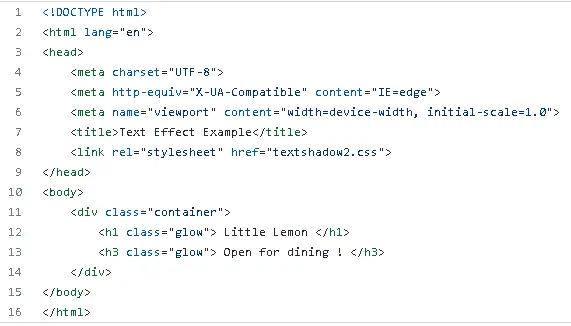 1 <!DOCTYPE html>
2 <html lang="en">
3 <head>
4     <meta charset="UTF-8">
5     <meta http-equiv="X-UA-Compatible" content="IE=edge">
6     <meta name="viewport" content="width=device-width, initial-scale=1.0">
7     <title>Text Effect Example</title>
8     <link rel="stylesheet" href="textshadow2.css">
9 </head>
10 <body>
11     <div class="container">
12         <h1 class="glow"> Little Lemon </h1>
13         <h3 class="glow"> Open for dining ! </h3>
14     </div>
15 </body>
16 </html>